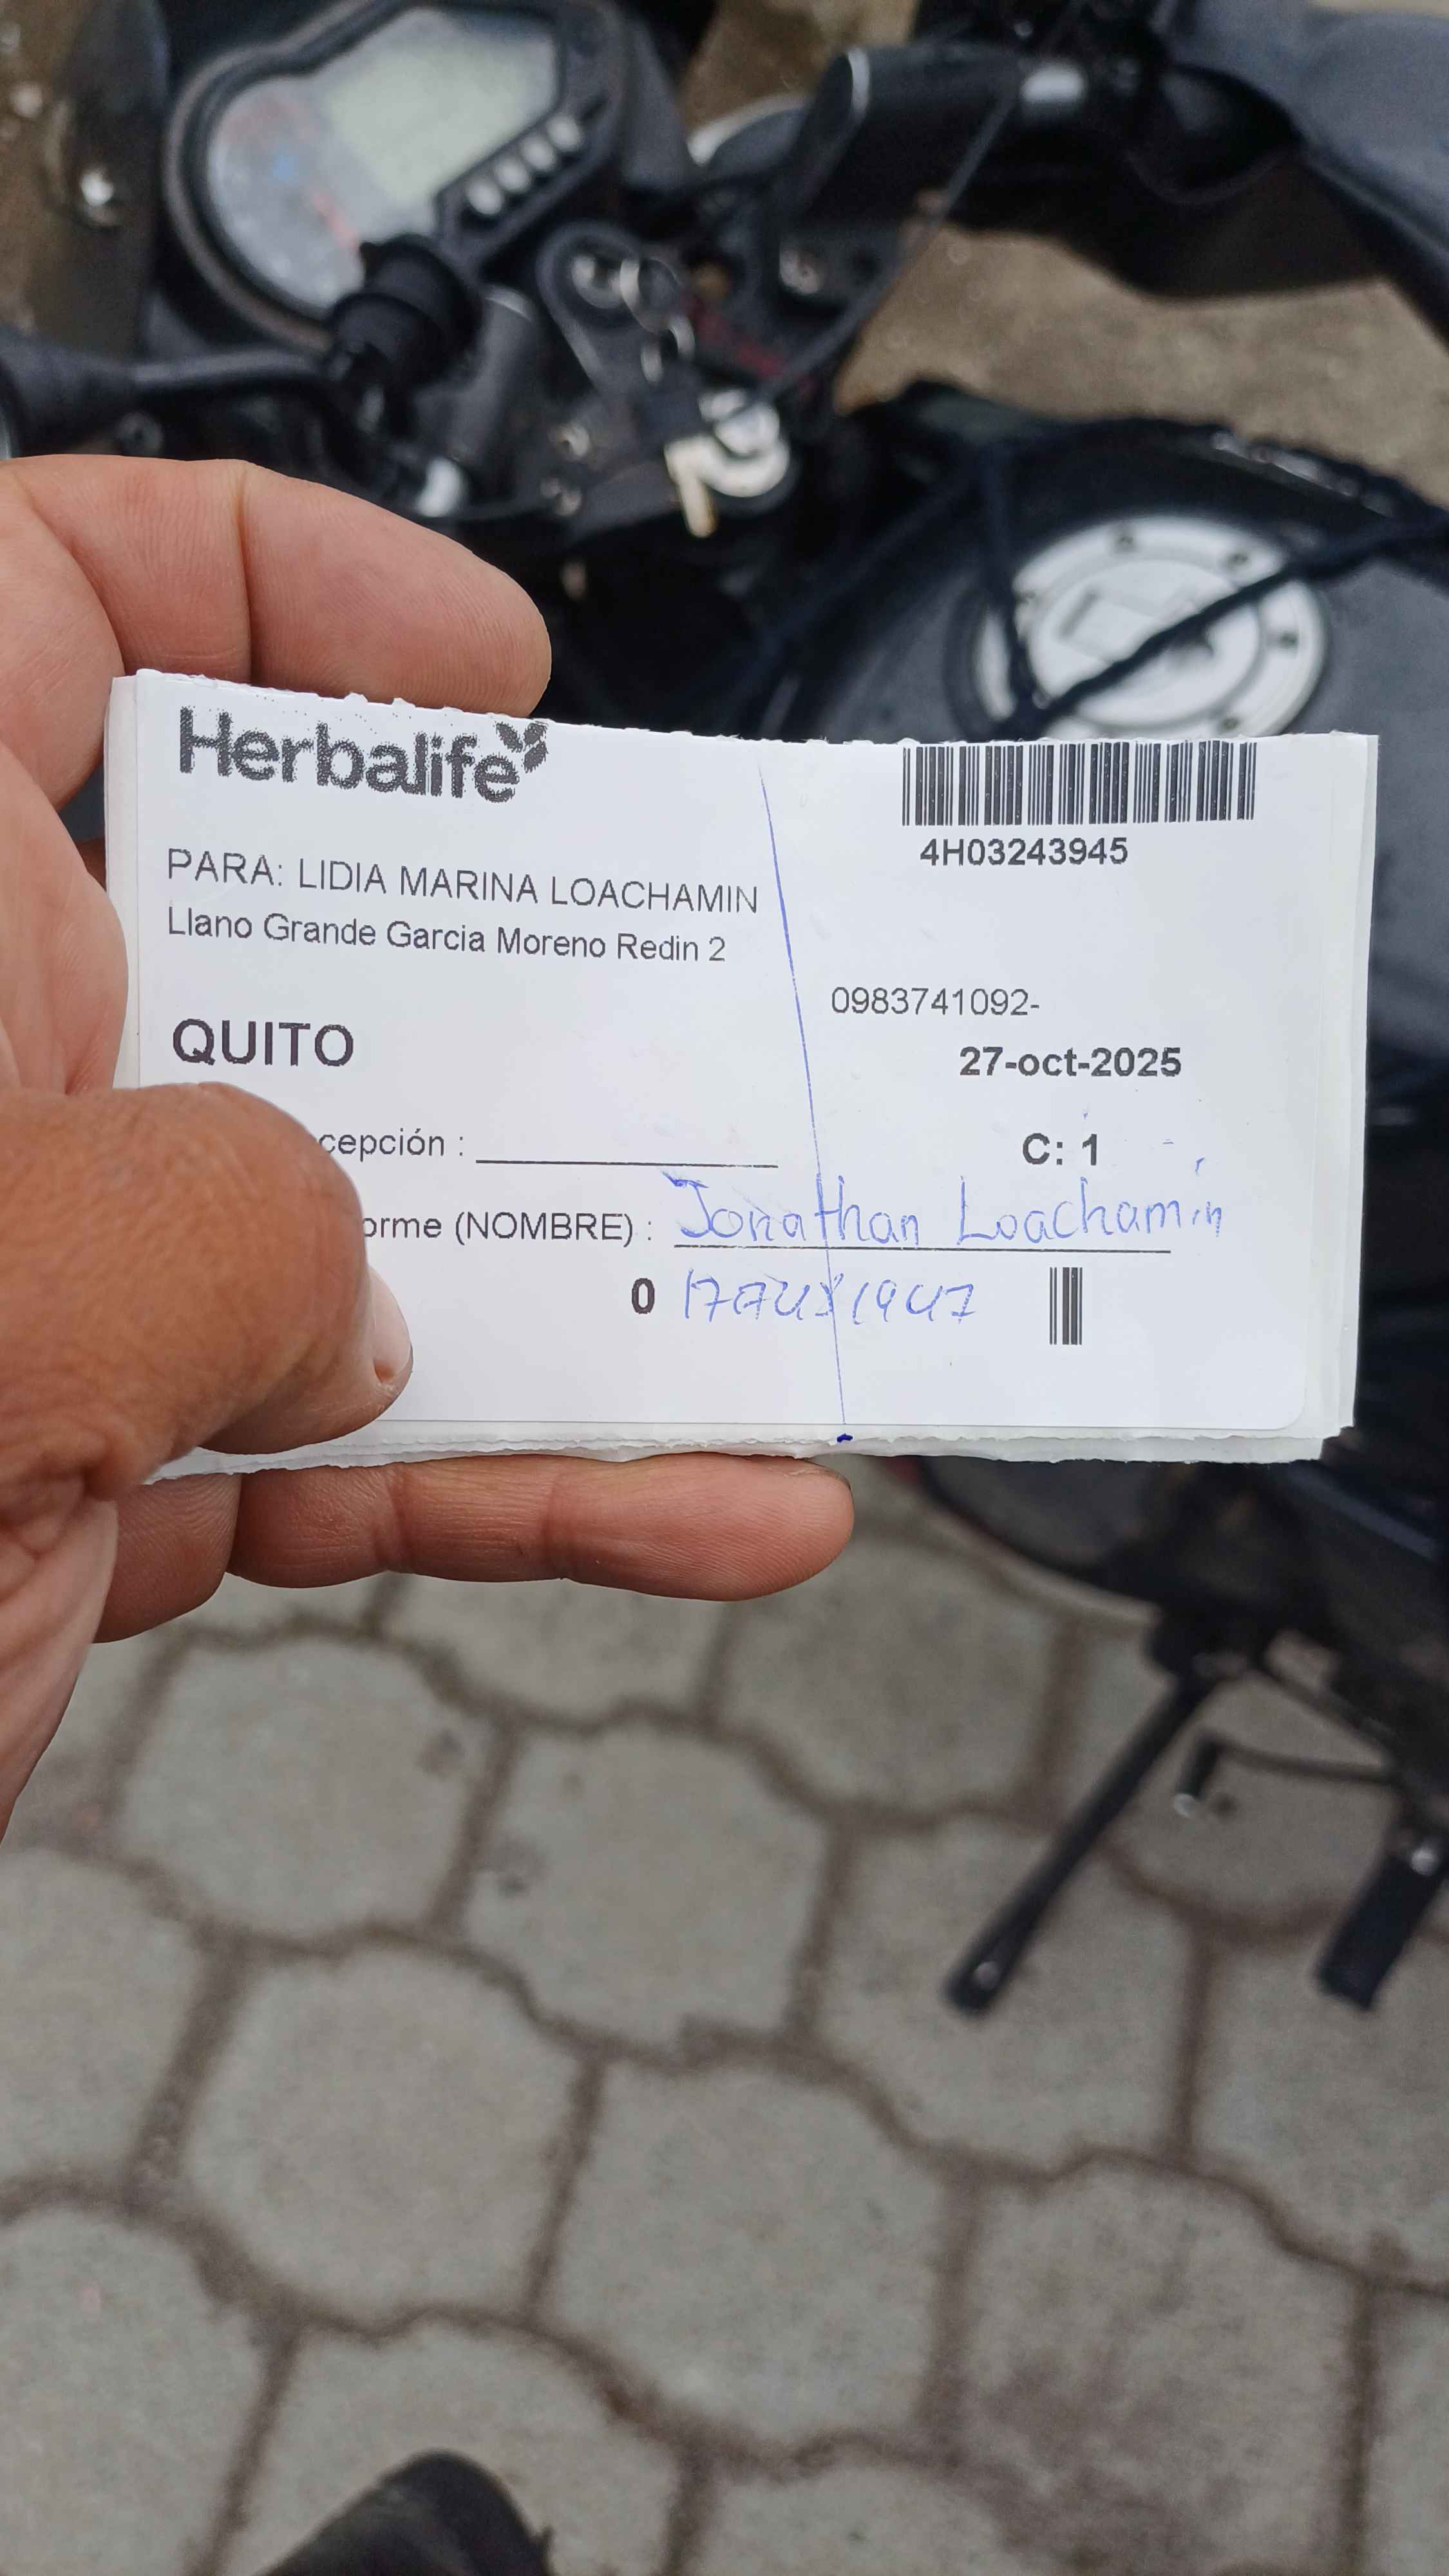 Herbalife
4H03243945
PARA: LIDIA MARINA LOACHAMIN
Llano Grande Garcia Moreno Redin 2
0983741092-
QUITO
27-oct-2025
cepción :
C: 1
orme (NOMBRE) : Jonathan Loachamin
0